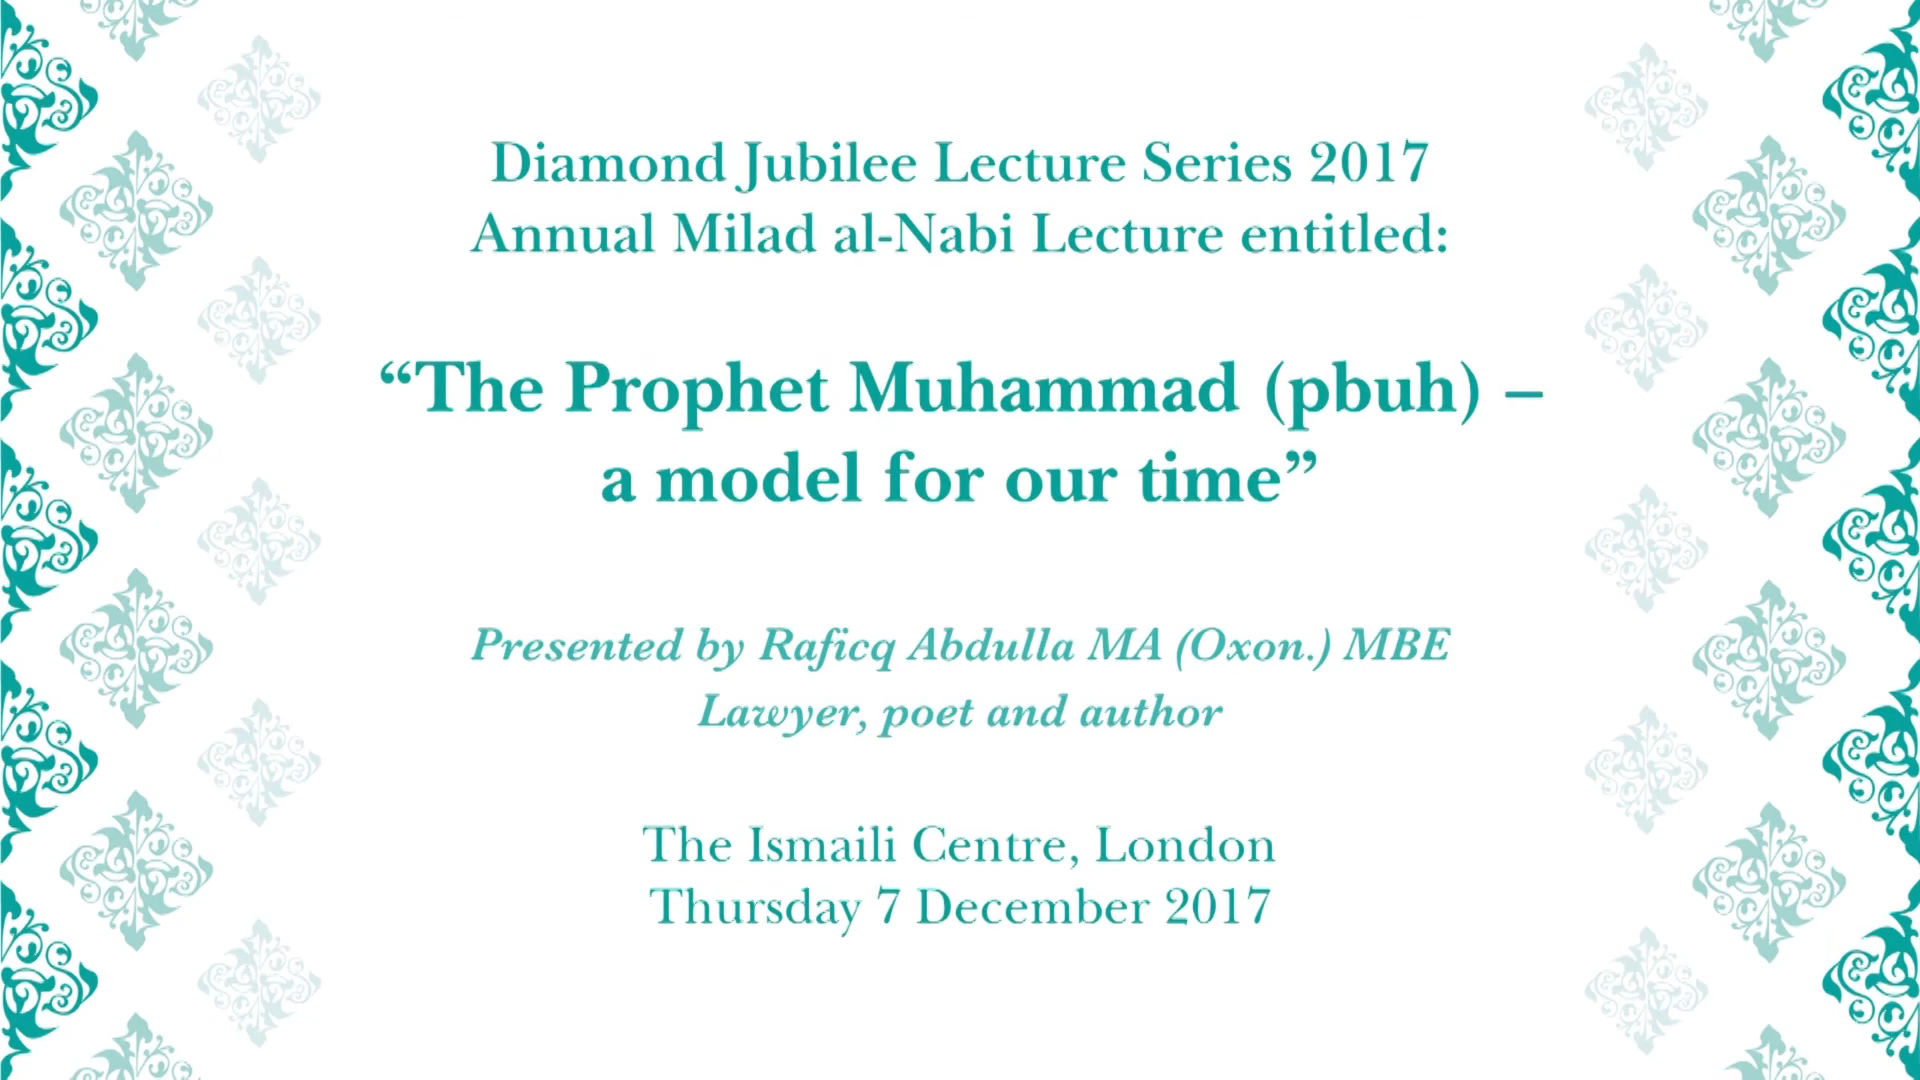 Diamond Jubilee Lecture Series 2017
Annual Milad al-Nabi Lecture entitled:
“The Prophet Muhammad (pbuh) –
a model for our time”
Presented by Raficq Abdulla MA (Oxon.) MBE
Lawyer, poet and author
The Ismaili Centre, London
Thursday 7 December 2017